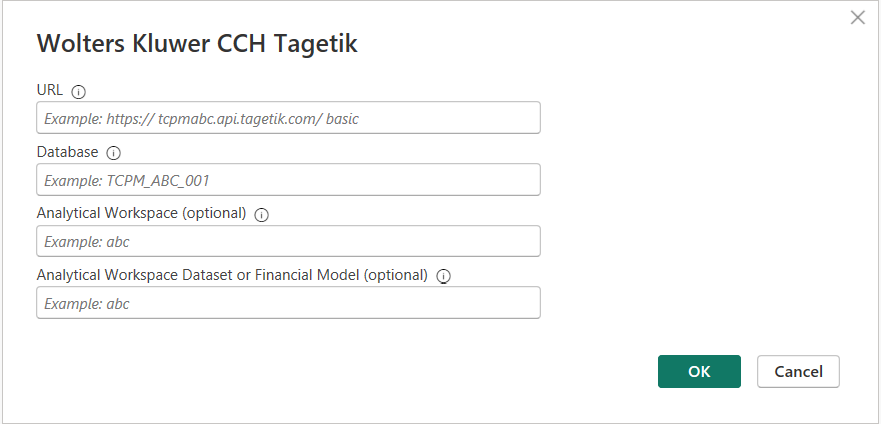 Wolters Kluwer CCH Tagetik
URL
Example: https:// tcpmabc.api.tagetik.com/ basic
Database
Example: TCPM_ABC_001
Analytical Workspace (optional)
Example: abc
Analytical Workspace Dataset or Financial Model (optional)
Example: abc
OK Cancel